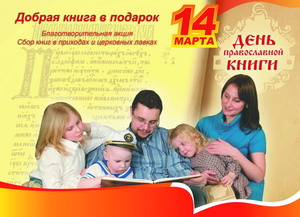 Добрая книга в подарок
Благотворительная акция
Сбор книг в приходах и церковных лавках
14
МАРТА
ДЕНЬ
православной
КНИГИ